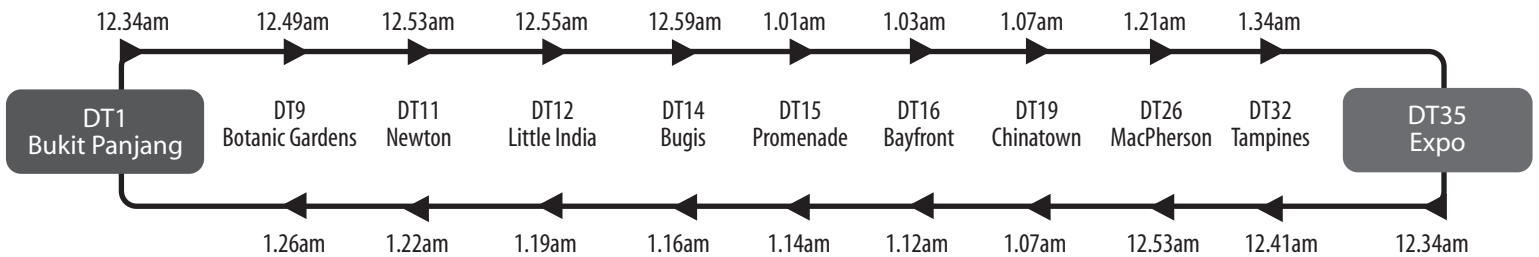 12.34am 12.49am 12.53am 12.55am 12.59am 1.01am 1.03am 1.07am 1.21am 1.34am
DT1
Bukit Panjang
DT9
Botanic Gardens
DT11
Newton
DT12
Little India
DT14
Bugis
DT15
Promenade
DT16
Bayfront
DT19
Chinatown
DT26
MacPherson
DT32
Tampines
DT35
Expo
1.26am 1.22am 1.19am 1.16am 1.14am 1.12am 1.07am 12.53am 12.41am 12.34am